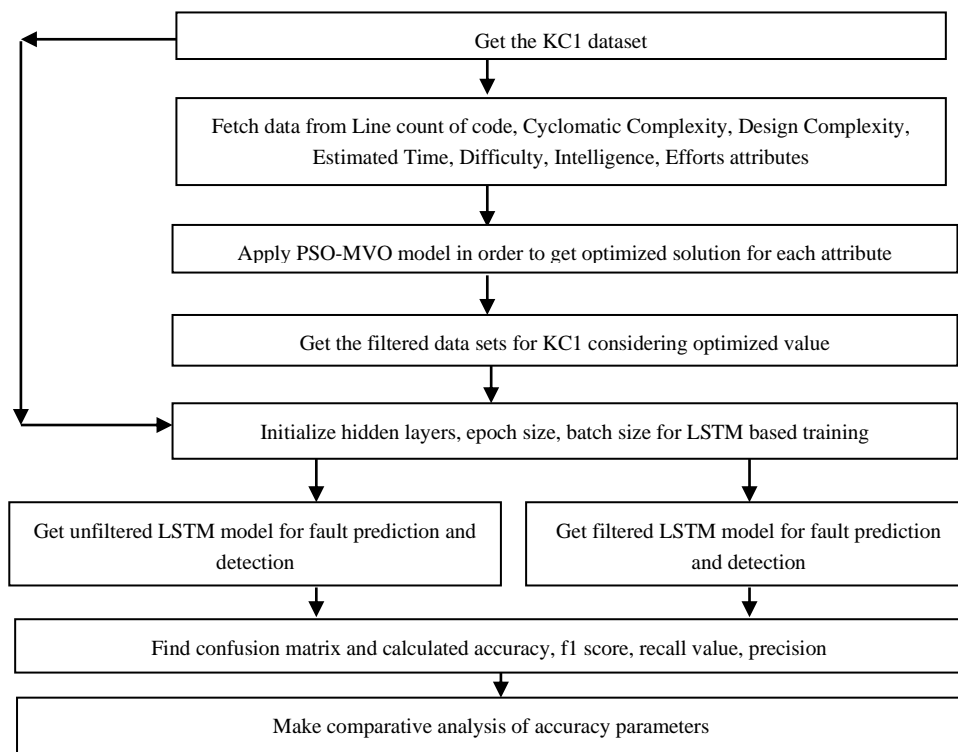 Get the KC1 dataset
Fetch data from Line count of code, Cyclomatic Complexity, Design Complexity,
Estimated Time, Difficulty, Intelligence, Efforts attributes
Apply PSO-MVO model in order to get optimized solution for each attribute
Get the filtered data sets for KC1 considering optimized value
Initialize hidden layers, epoch size, batch size for LSTM based training
Get unfiltered LSTM model for fault prediction and
detection
Get filtered LSTM model for fault prediction
and detection
Find confusion matrix and calculated accuracy, f1 score, recall value, precision
Make comparative analysis of accuracy parameters